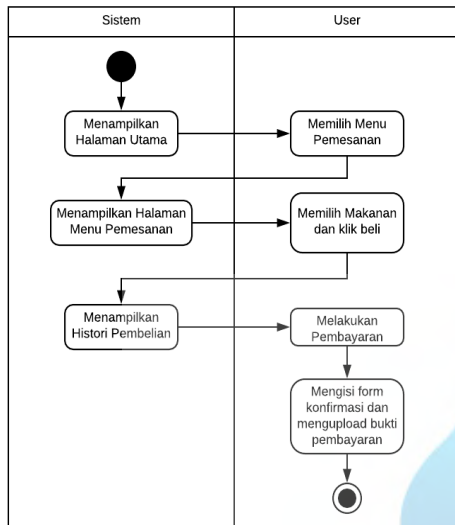 Sistem
User
Menampilkan
Halaman Utama
Memilih Menu
Pemesanan
Menampilkan Halaman
Menu Pemesanan
Memilih Makanan
dan klik beli
Menampilkan
Histori Pembelian
Melakukan
Pembayaran
Mengisi form
konfirmasi dan
mengupload bukti
pembayaran